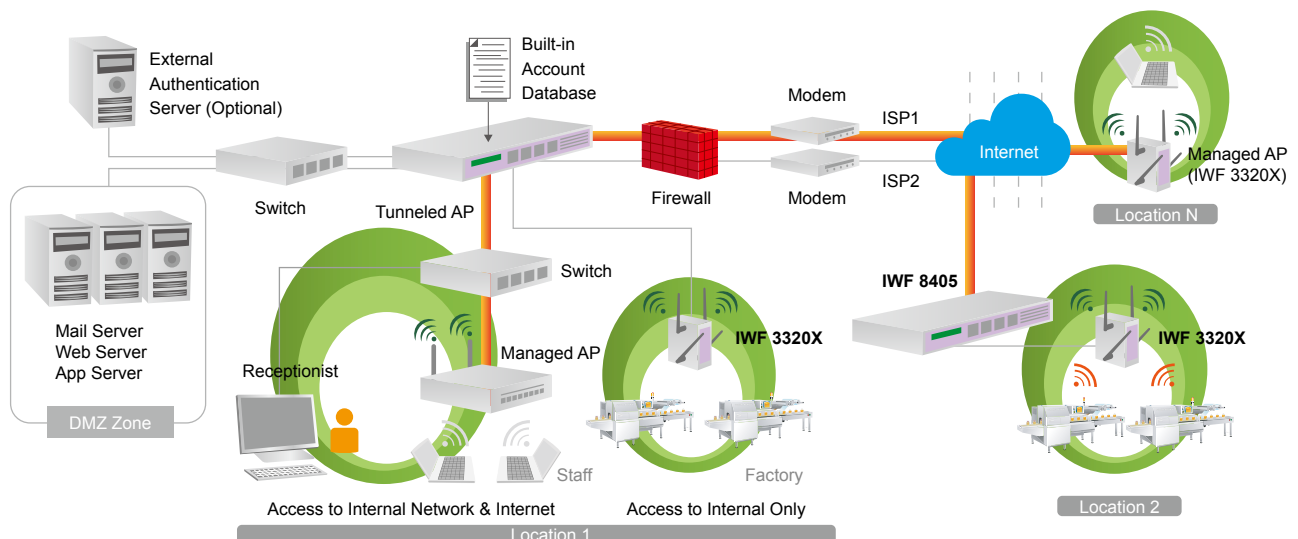 External
Authentication
Server (Optional)
Built-in
Account
Database
Modem
ISP1
Internet
Managed AP
(IWF 3320X)
Location N
Switch
Tunneled AP
Firewall
Modem
ISP2
Switch
IWF 8405
Mail Server
Web Server
App Server
DMZ Zone
Receptionist
Managed AP
IWF 3320X
IWF 3320X
Staff
Factory
Access to Internal Network & Internet
Access to Internal Only
Location 1
Location 2